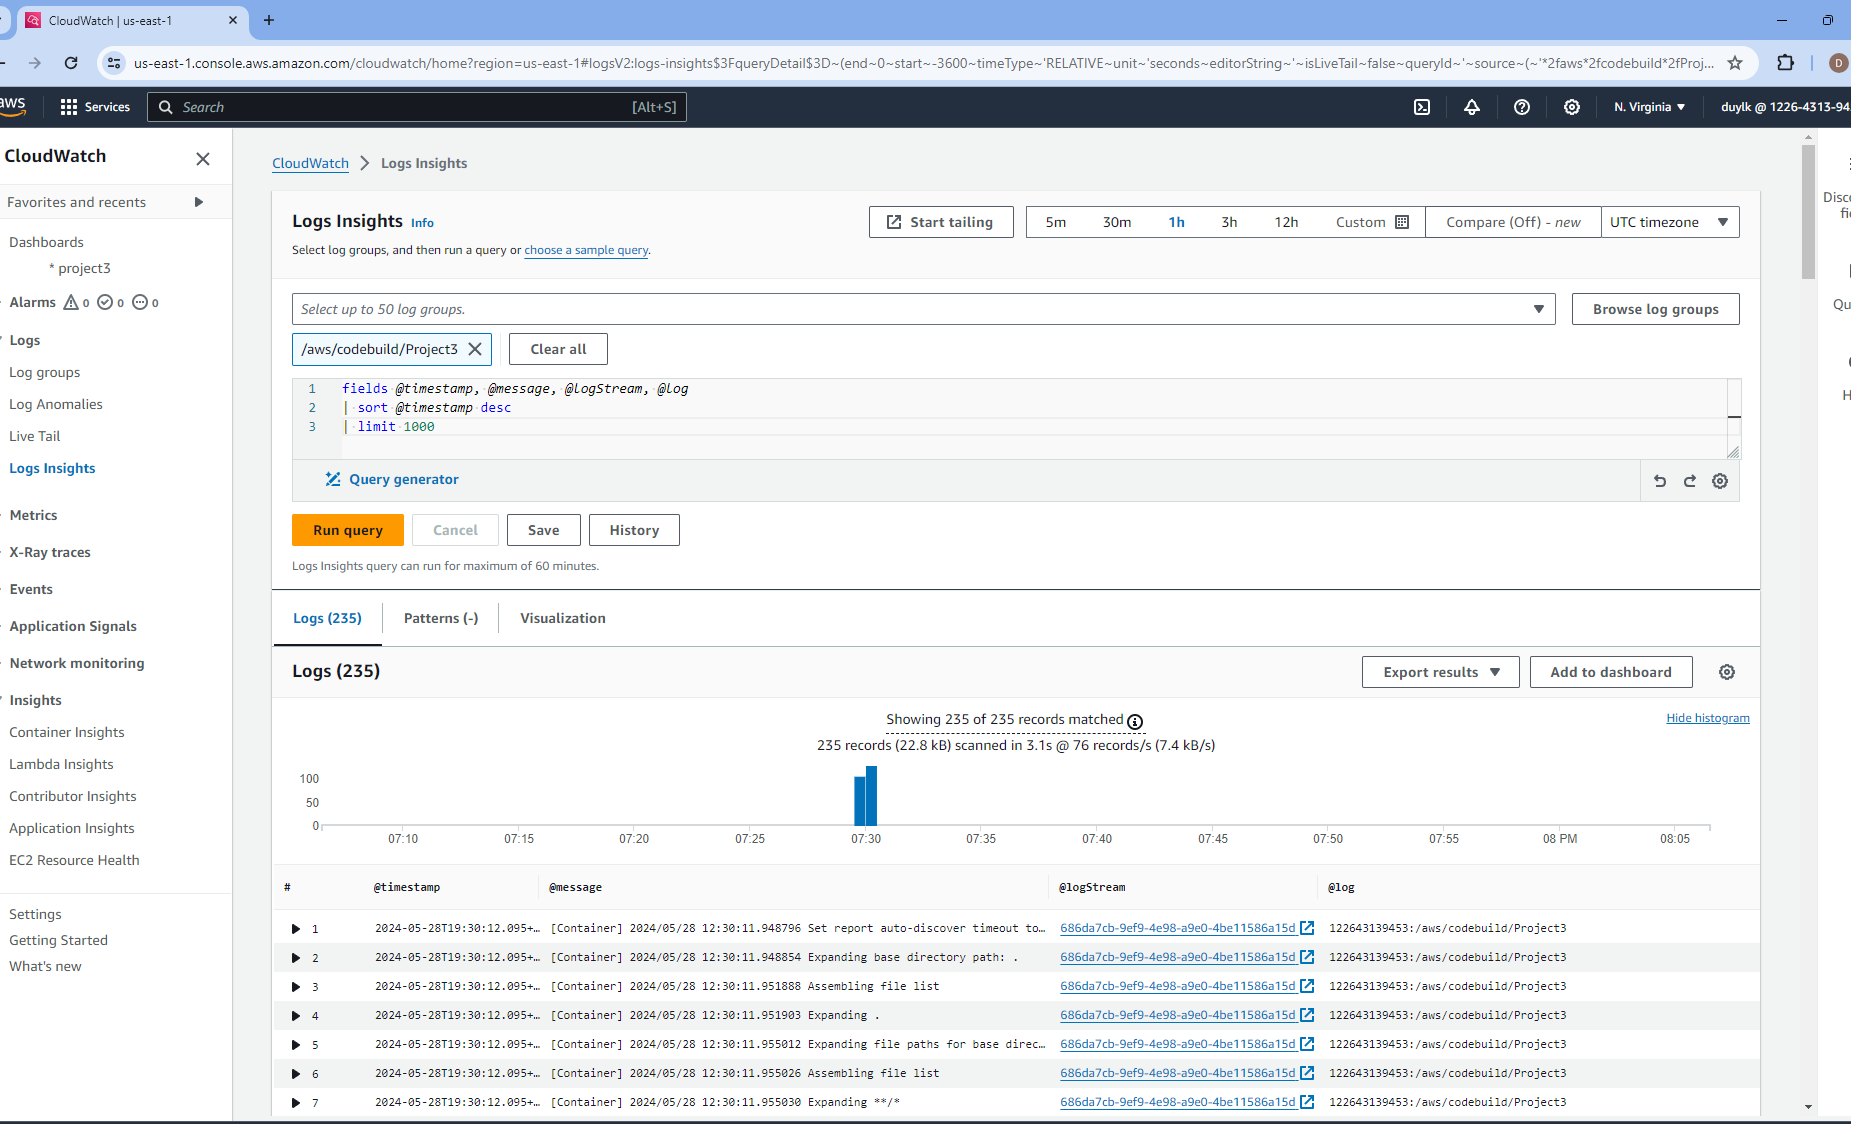 CloudWatch | us-east-1
us-east-1.console.aws.amazon.com/cloudwatch/home?region=us-east-1#logsV2:logs-insights$3FqueryDetail$3D~(end~0~start~-3600~timeType~'RELATIVE~unit~'seconds~editorString~'~isLiveTail~false~queryId~'~source~(~'*2faws*2fcodebuild*2fProj...
D
aws
Services
Search
[Alt+S]
N. Virginia
duylk @ 1226-4313-94
CloudWatch
Favorites and recents
Dashboards
* project3
Alarms 0 0 0
Logs
Log groups
Log Anomalies
Live Tail
Logs Insights
Metrics
X-Ray traces
Events
Application Signals
Network monitoring
Insights
Container Insights
Lambda Insights
Contributor Insights
Application Insights
EC2 Resource Health
Settings
Getting Started
What's new
CloudWatch > Logs Insights
Logs Insights Info
Select log groups, and then run a query or choose a sample query.
Start tailing
5m 30m 1h 3h 12h Custom
Compare (Off) - new
UTC timezone
Select up to 50 log groups.
Browse log groups
/aws/codebuild/Project3
Clear all
1 fields @timestamp, @message, @logStream, @log
2 | sort @timestamp desc
3 | limit 1000
Query generator
Run query
Cancel
Save
History
Logs Insights query can run for maximum of 60 minutes.
Logs (235)
Patterns (-)
Visualization
Logs (235)
Export results
Add to dashboard
Showing 235 of 235 records matched
Hide histogram
235 records (22.8 kB) scanned in 3.1s @ 76 records/s (7.4 kB/s)
100
50
0
07:10 07:15 07:20 07:25 07:30 07:35 07:40 07:45 07:50 07:55 08 PM 08:05
# @timestamp @message @logStream @log
1 2024-05-28T19:30:12.095+… [Container] 2024/05/28 12:30:11.948796 Set report auto-discover timeout to… 686da7cb-9ef9-4e98-a9e0-4be11586a15d 122643139453:/aws/codebuild/Project3
2 2024-05-28T19:30:12.095+… [Container] 2024/05/28 12:30:11.948854 Expanding base directory path: . 686da7cb-9ef9-4e98-a9e0-4be11586a15d 122643139453:/aws/codebuild/Project3
3 2024-05-28T19:30:12.095+… [Container] 2024/05/28 12:30:11.951888 Assembling file list 686da7cb-9ef9-4e98-a9e0-4be11586a15d 122643139453:/aws/codebuild/Project3
4 2024-05-28T19:30:12.095+… [Container] 2024/05/28 12:30:11.951903 Expanding . 686da7cb-9ef9-4e98-a9e0-4be11586a15d 122643139453:/aws/codebuild/Project3
5 2024-05-28T19:30:12.095+… [Container] 2024/05/28 12:30:11.955012 Expanding file paths for base direc… 686da7cb-9ef9-4e98-a9e0-4be11586a15d 122643139453:/aws/codebuild/Project3
6 2024-05-28T19:30:12.095+… [Container] 2024/05/28 12:30:11.955026 Assembling file list 686da7cb-9ef9-4e98-a9e0-4be11586a15d 122643139453:/aws/codebuild/Project3
7 2024-05-28T19:30:12.095+… [Container] 2024/05/28 12:30:11.955030 Expanding **/* 686da7cb-9ef9-4e98-a9e0-4be11586a15d 122643139453:/aws/codebuild/Project3
Disc
fi
Qu
H